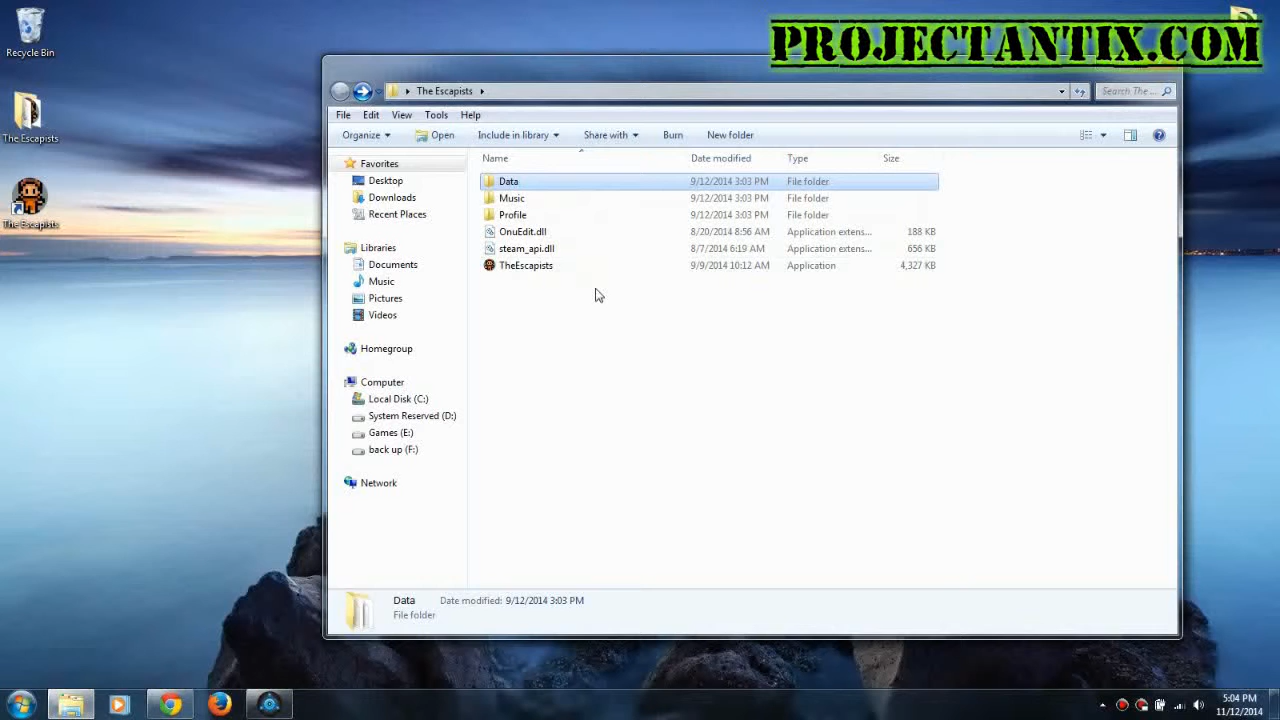 PROJECTANTIX.COM
Recycle Bin
The Escapists
The Escapists
The Escapists
Search The ...
File Edit View Tools Help
Organize Open Include in library Share with Burn New folder
Name Date modified Type Size
Favorites
Desktop
Downloads
Recent Places
Libraries
Documents
Music
Pictures
Videos
Homegroup
Computer
Local Disk (C:)
System Reserved (D:)
Games (E:)
back up (F:)
Network
Data 9/12/2014 3:03 PM File folder
Music 9/12/2014 3:03 PM File folder
Profile 9/12/2014 3:03 PM File folder
OnuEdit.dll 8/20/2014 8:56 AM Application extens... 188 KB
steam_api.dll 8/7/2014 6:19 AM Application extens... 656 KB
TheEscapists 9/9/2014 10:12 AM Application 4,327 KB
Data Date modified: 9/12/2014 3:03 PM
File folder
5:04 PM
11/12/2014